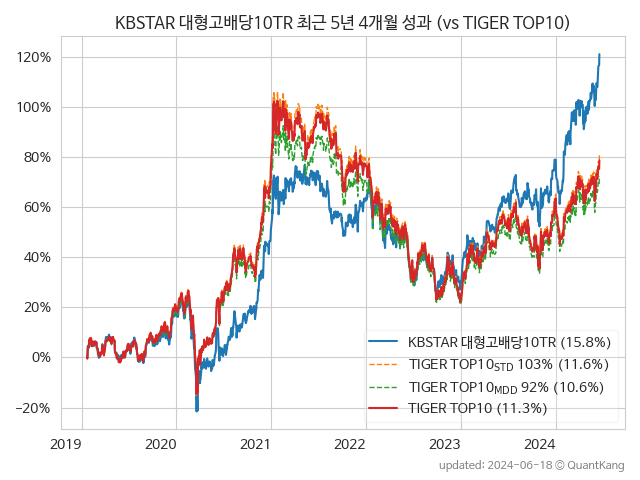 KBSTAR 대형고배당10TR 최근 5년 4개월 성과 (vs TIGER TOP10)
120%
100%
80%
60%
40%
20%
0%
−20%
KBSTAR 대형고배당10TR (15.8%)
TIGER TOP10STD 103% (11.6%)
TIGER TOP10MDD 92% (10.6%)
TIGER TOP10 (11.3%)
2019 2020 2021 2022 2023 2024
updated: 2024-06-18 © QuantKang